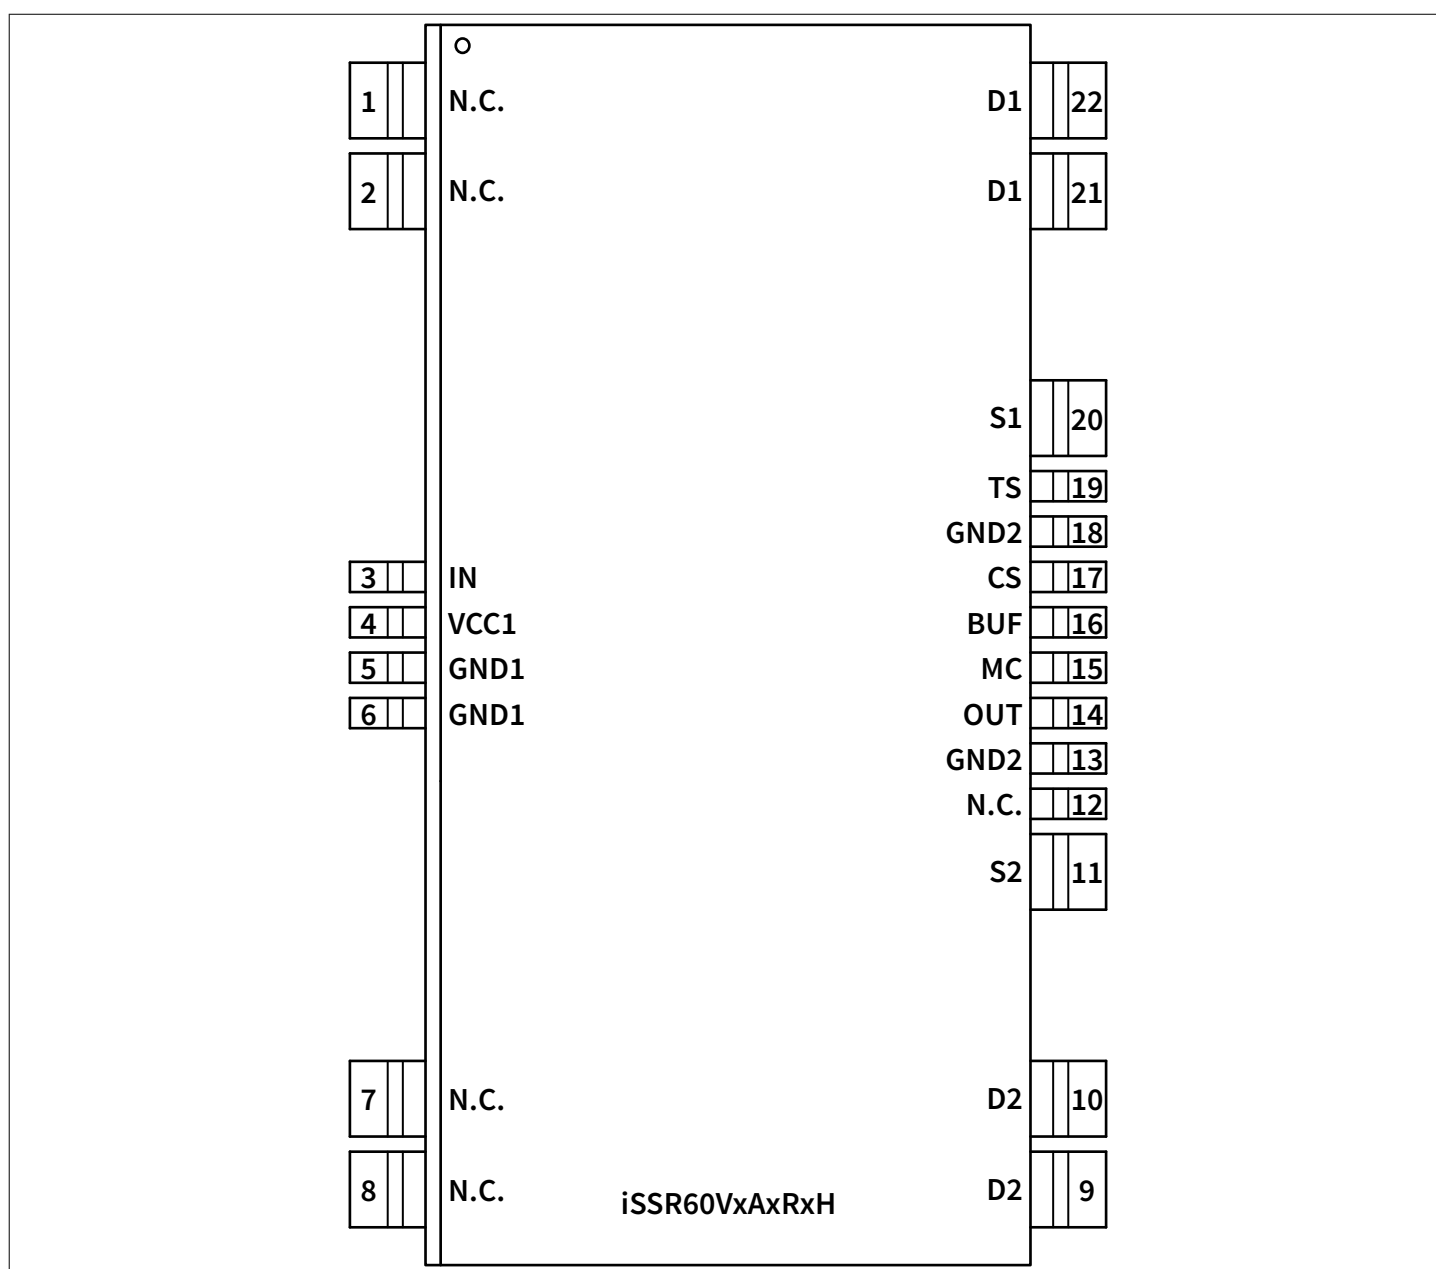 1 N.C. D1 22
2 N.C. D1 21
S1 20
TS 19
GND2 18
3 IN CS 17
4 VCC1 BUF 16
5 GND1 MC 15
6 GND1 OUT 14
GND2 13
N.C. 12
S2 11
7 N.C. D2 10
8 N.C. iSSR60VxAxRxH D2 9